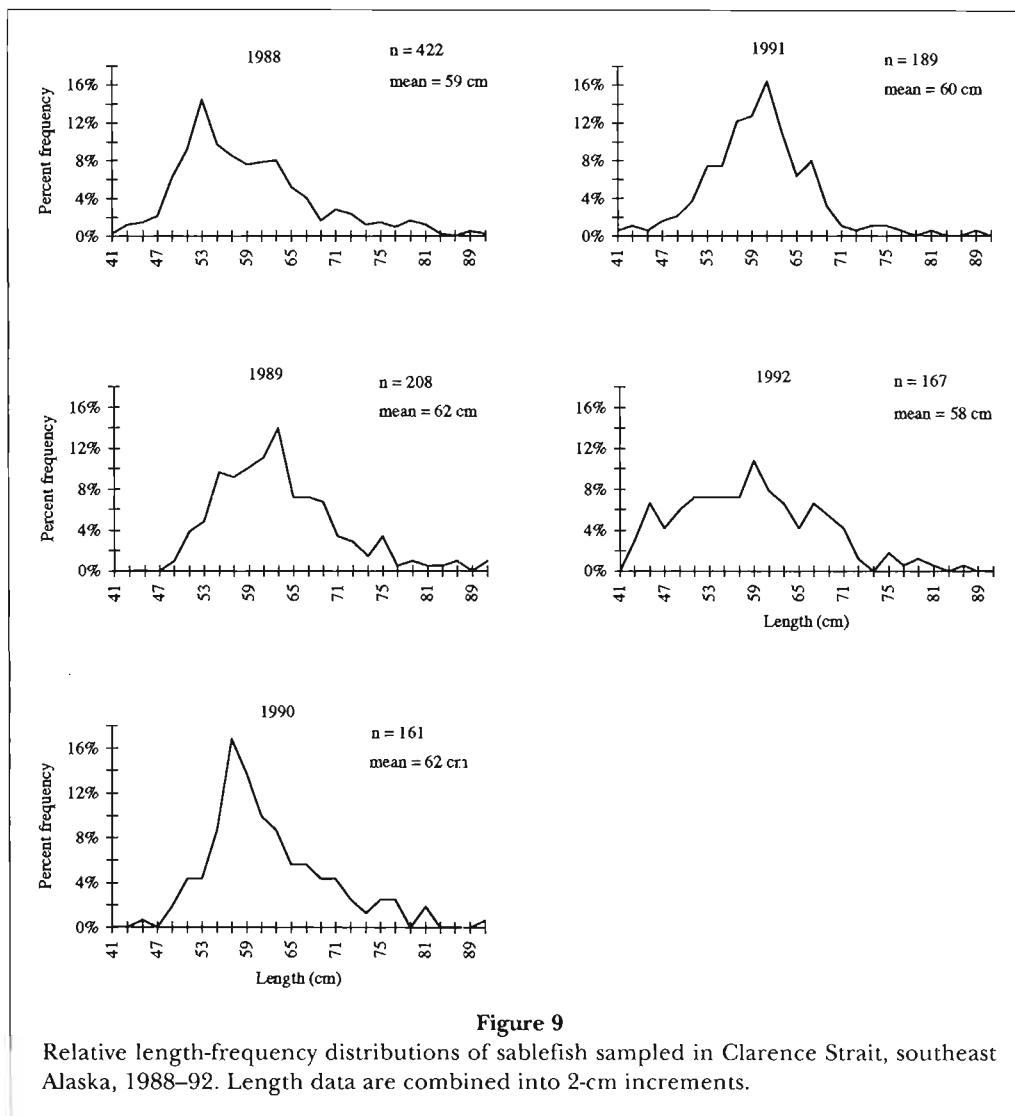 1988
n = 422
mean = 59 cm
Percent frequency
16%
12%
8%
4%
0%
41 47 53 59 65 71 75 81 89
1991
n = 189
mean = 60 cm
16%
12%
8%
4%
0%
41 47 53 59 65 71 75 81 89
1989
n = 208
mean = 62 cm
Percent frequency
16%
12%
8%
4%
0%
41 47 53 59 65 71 75 81 89
1992
n = 167
mean = 58 cm
16%
12%
8%
4%
0%
41 47 53 59 65 71 75 81 89
Length (cm)
1990
n = 161
mean = 62 cm
Percent frequency
16%
12%
8%
4%
0%
41 47 53 59 65 71 75 81 89
Length (cm)
Figure 9
Relative length-frequency distributions of sablefish sampled in Clarence Strait, southeast
Alaska, 1988–92. Length data are combined into 2-cm increments.